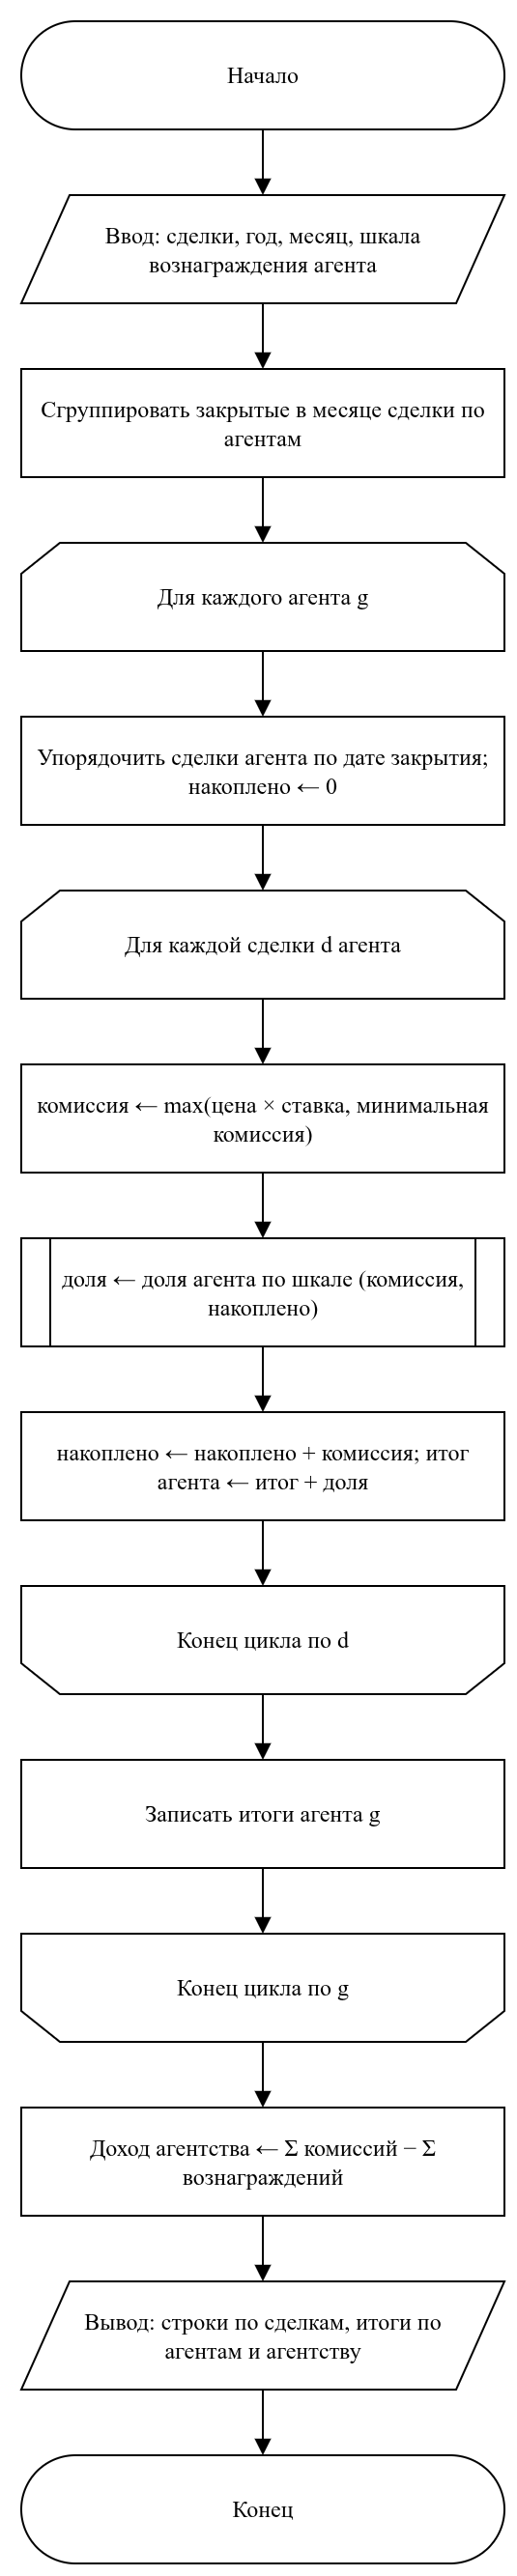 Начало
Ввод: сделки, год, месяц, шкала
вознаграждения агента
Сгруппировать закрытые в месяце сделки по
агентам
Для каждого агента g
Упорядочить сделки агента по дате закрытия;
накоплено ← 0
Для каждой сделки d агента
комиссия ← max(цена × ставка, минимальная
комиссия)
доля ← доля агента по шкале (комиссия,
накоплено)
накоплено ← накоплено + комиссия; итог
агента ← итог + доля
Конец цикла по d
Записать итоги агента g
Конец цикла по g
Доход агентства ← Σ комиссий − Σ
вознаграждений
Вывод: строки по сделкам, итоги по
агентам и агентству
Конец